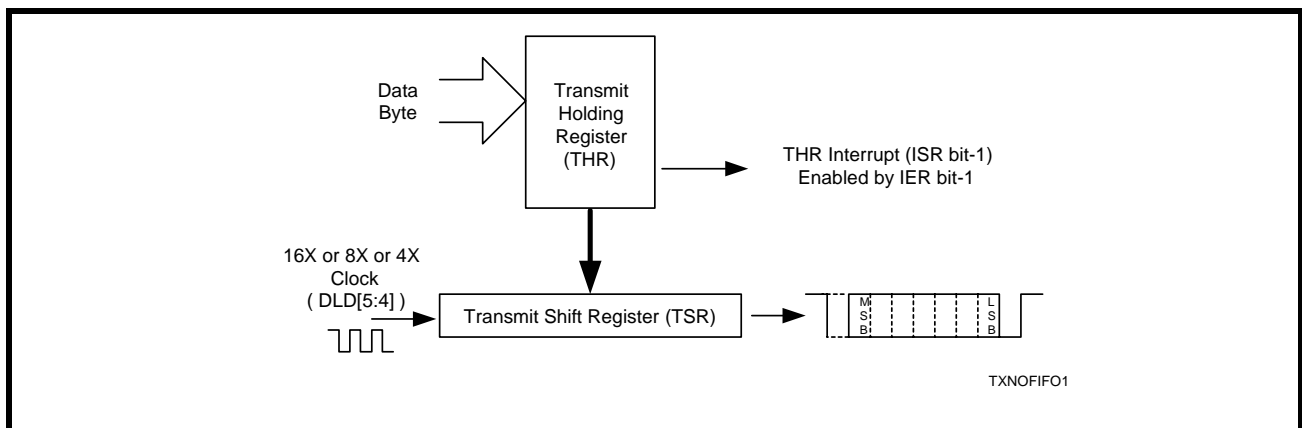 Data
Byte
Transmit
Holding
Register
(THR)
THR Interrupt (ISR bit-1)
Enabled by IER bit-1
16X or 8X or 4X
Clock
( DLD[5:4] )
Transmit Shift Register (TSR)
M
S
B
L
S
B
TXNOFIFO1